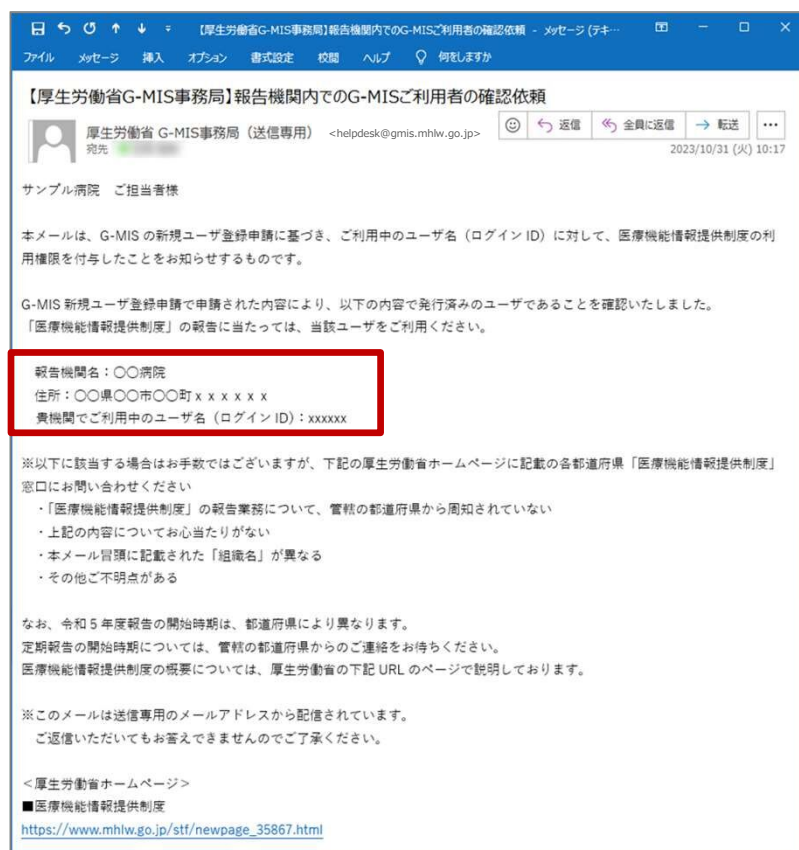 【厚生労働省G-MIS事務局】報告機関内でのG-MISご利用者の確認依頼 - メッセージ (テキ…
ファイル メッセージ 挿入 オプション 書式設定 校閲 ヘルプ 何をしますか
【厚生労働省G-MIS事務局】報告機関内でのG-MISご利用者の確認依頼
厚生労働省 G-MIS事務局（送信専用） <helpdesk@gmis.mhlw.go.jp>
返信 全員に返信 転送 …
宛先
2023/10/31 (火) 10:17
サンプル病院 ご担当者様
本メールは、G-MIS の新規ユーザ登録申請に基づき、ご利用中のユーザ名（ログイン ID）に対して、医療機能情報提供制度の利
用権限を付与したことをお知らせするものです。
G-MIS 新規ユーザ登録申請で申請された内容により、以下の内容で発行済みのユーザであることを確認いたしました。
「医療機能情報提供制度」の報告に当たっては、当該ユーザをご利用ください。
報告機関名：〇〇病院
住所：〇〇県〇〇市〇〇町ｘｘｘｘｘｘ
貴機関でご利用中のユーザ名（ログイン ID）：xxxxxx
※以下に該当する場合はお手数ではございますが、下記の厚生労働省ホームページに記載の各都道府県「医療機能情報提供制度」
窓口にお問い合わせください
・「医療機能情報提供制度」の報告業務について、管轄の都道府県から周知されていない
・上記の内容についてお心当たりがない
・本メール冒頭に記載された「組織名」が異なる
・その他ご不明点がある
なお、令和５年度報告の開始時期は、都道府県により異なります。
定期報告の開始時期については、管轄の都道府県からのご連絡をお待ちください。
医療機能情報提供制度の概要については、厚生労働省の下記 URL のページで説明しております。
※このメールは送信専用のメールアドレスから配信されています。
ご返信いただいてもお答えできませんのでご了承ください。
＜厚生労働省ホームページ＞
■医療機能情報提供制度
https://www.mhlw.go.jp/stf/newpage_35867.html